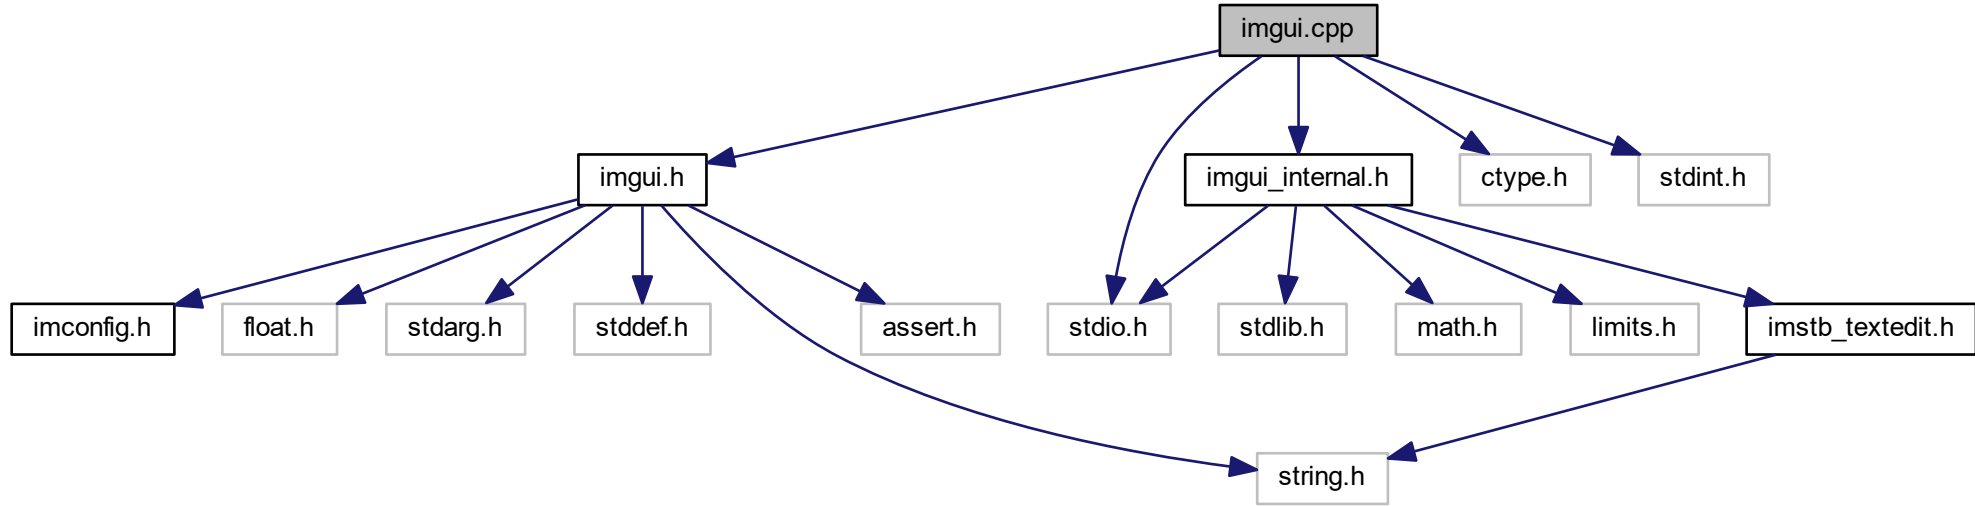 imgui.cpp
imgui.h
imgui_internal.h
ctype.h
stdint.h
imconfig.h
float.h
stdarg.h
stddef.h
assert.h
stdio.h
stdlib.h
math.h
limits.h
imstb_textedit.h
string.h